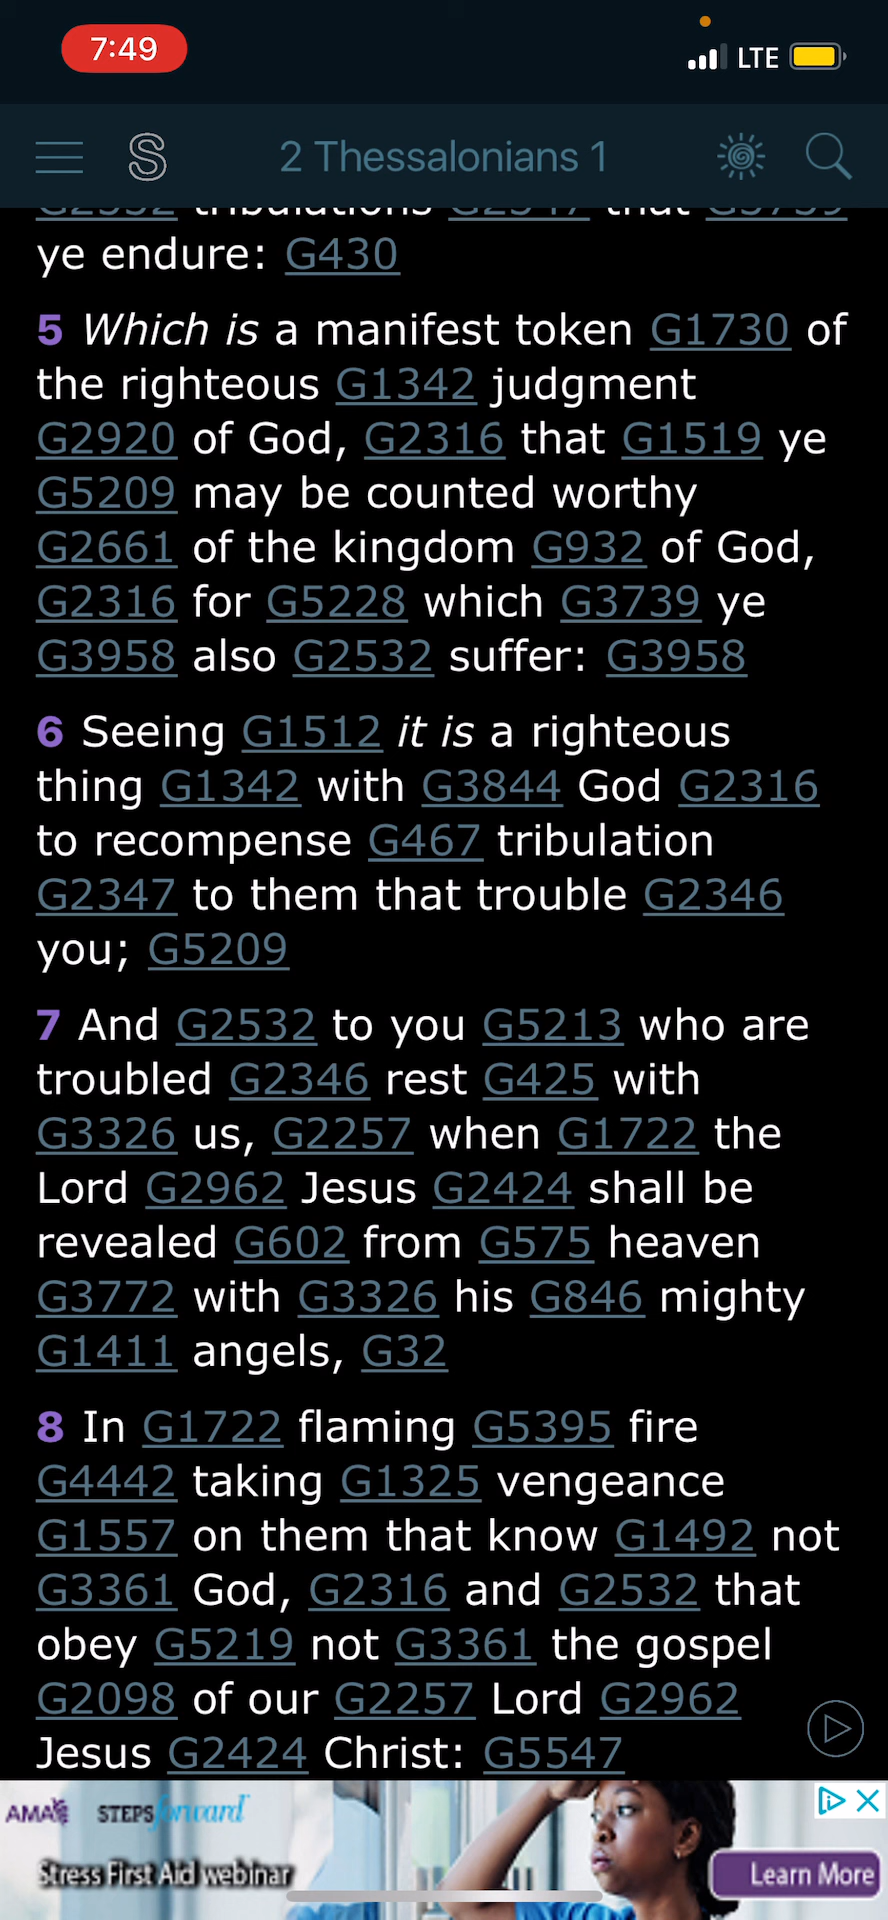 7:49
LTE
S 2 Thessalonians 1
tribulations G2347 that
ye endure: G430
5 Which is a manifest token G1730 of
the righteous G1342 judgment
G2920 of God, G2316 that G1519 ye
G5209 may be counted worthy
G2661 of the kingdom G932 of God,
G2316 for G5228 which G3739 ye
G3958 also G2532 suffer: G3958
6 Seeing G1512 it is a righteous
thing G1342 with G3844 God G2316
to recompense G467 tribulation
G2347 to them that trouble G2346
you; G5209
7 And G2532 to you G5213 who are
troubled G2346 rest G425 with
G3326 us, G2257 when G1722 the
Lord G2962 Jesus G2424 shall be
revealed G602 from G575 heaven
G3772 with G3326 his G846 mighty
G1411 angels, G32
8 In G1722 flaming G5395 fire
G4442 taking G1325 vengeance
G1557 on them that know G1492 not
G3361 God, G2316 and G2532 that
obey G5219 not G3361 the gospel
G2098 of our G2257 Lord G2962
Jesus G2424 Christ: G5547
AMA STEPSforward
Stress First Aid webinar
Learn More